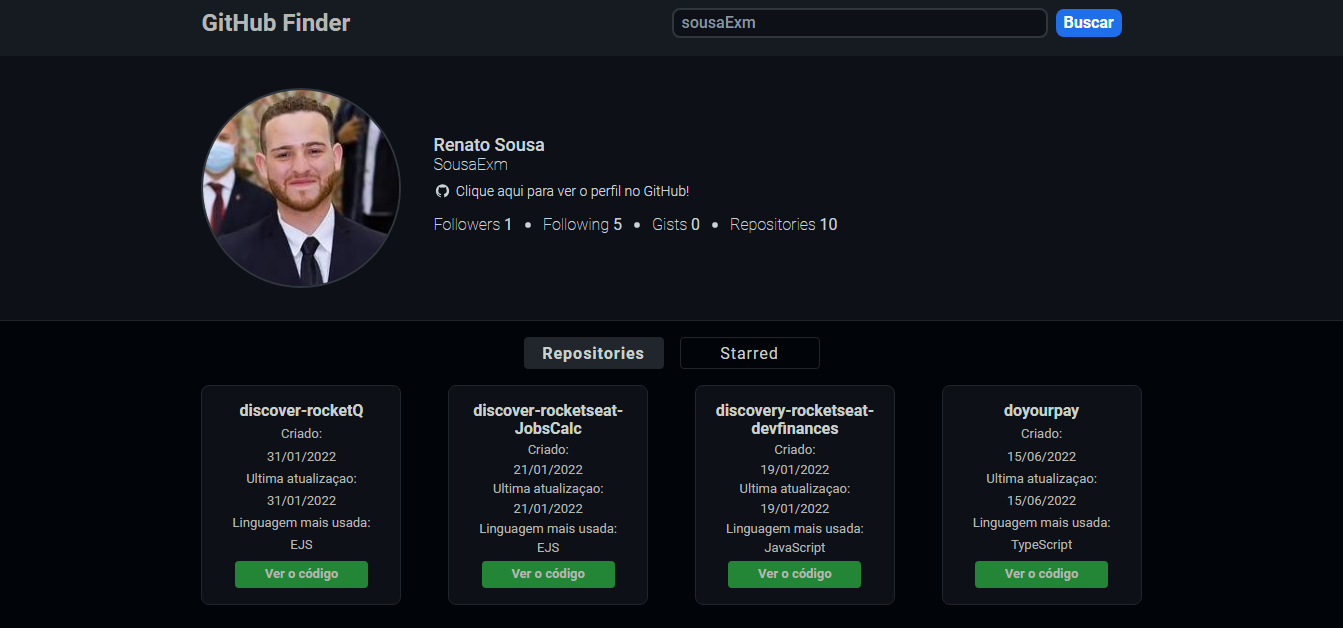 GitHub Finder
sousaExm
Buscar
Renato Sousa
SousaExm
Clique aqui para ver o perfil no GitHub!
Followers 1 • Following 5 • Gists 0 • Repositories 10
Repositories
Starred
discover-rocketQ
Criado:
31/01/2022
Ultima atualizaçao:
31/01/2022
Linguagem mais usada:
EJS
Ver o código
discover-rocketseat-
JobsCalc
Criado:
21/01/2022
Ultima atualizaçao:
21/01/2022
Linguagem mais usada:
EJS
Ver o código
discovery-rocketseat-
devfinances
Criado:
19/01/2022
Ultima atualizaçao:
19/01/2022
Linguagem mais usada:
JavaScript
Ver o código
doyourpay
Criado:
15/06/2022
Ultima atualizaçao:
15/06/2022
Linguagem mais usada:
TypeScript
Ver o código